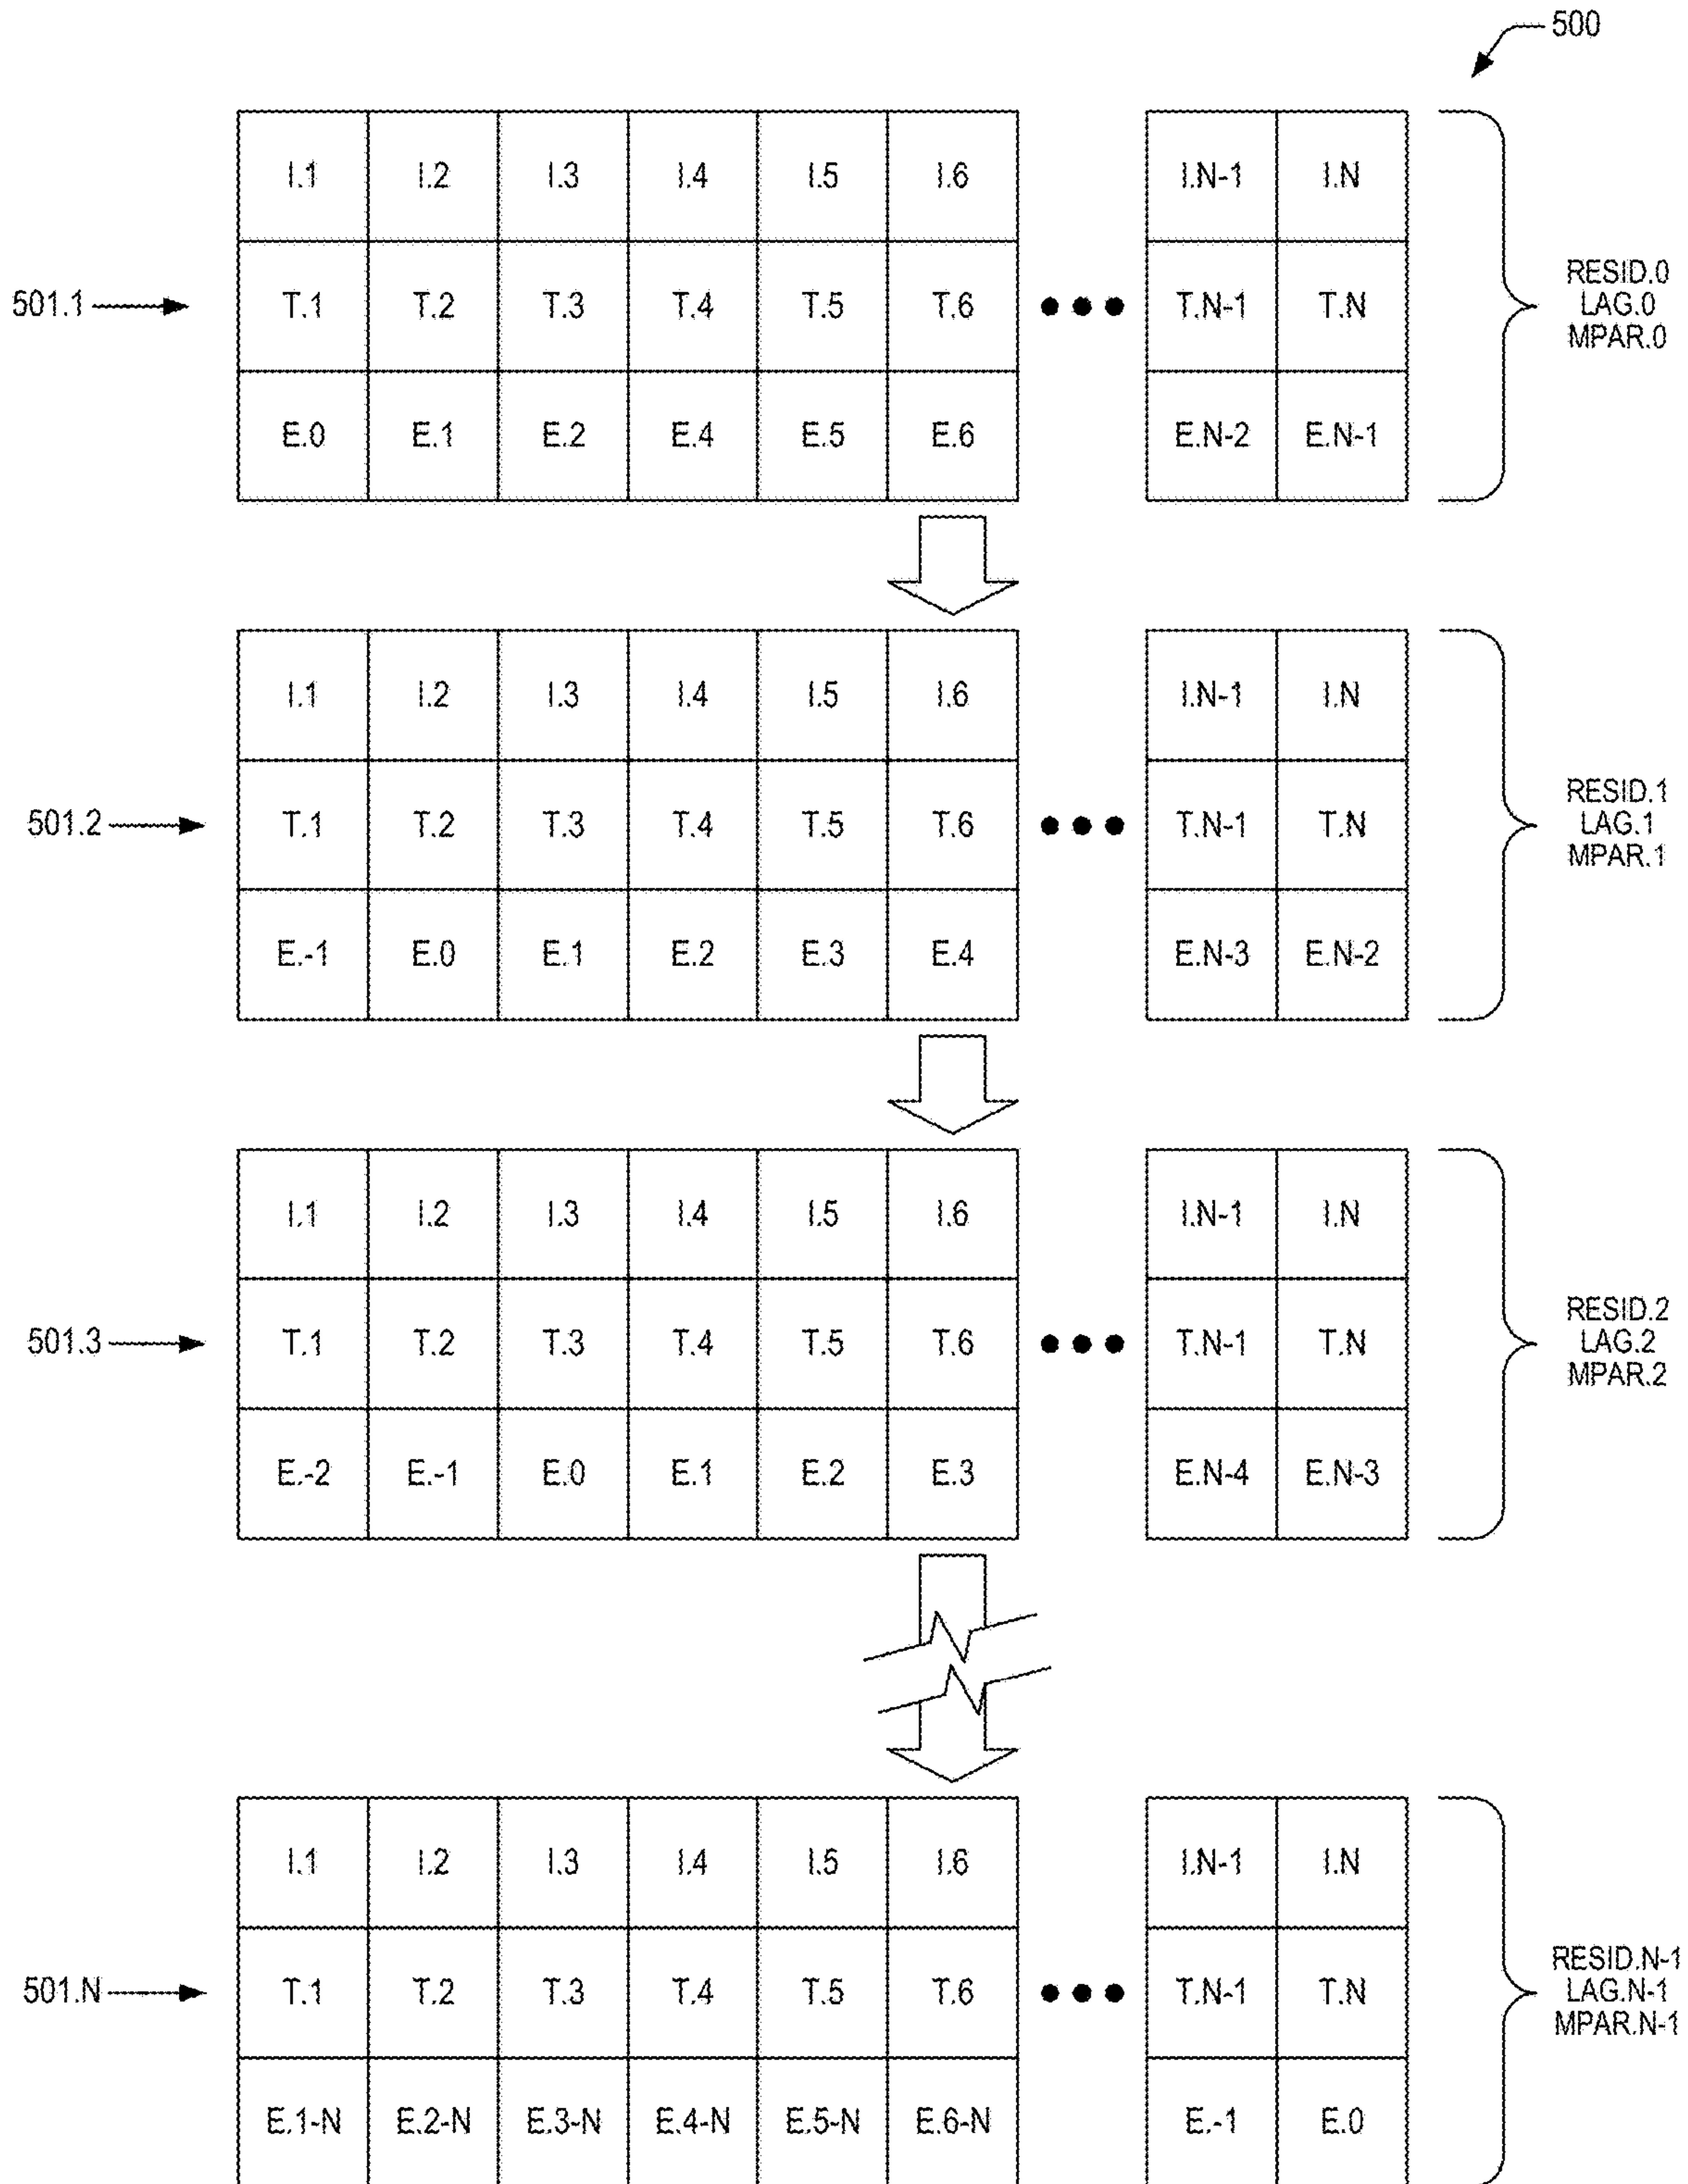 500
I.1 I.2 I.3 I.4 I.5 I.6 I.N-1 I.N
501.1 T.1 T.2 T.3 T.4 T.5 T.6 T.N-1 T.N
E.0 E.1 E.2 E.4 E.5 E.6 E.N-2 E.N-1
RESID.0
LAG.0
MPAR.0
I.1 I.2 I.3 I.4 I.5 I.6 I.N-1 I.N
501.2 T.1 T.2 T.3 T.4 T.5 T.6 T.N-1 T.N
E.-1 E.0 E.1 E.2 E.3 E.4 E.N-3 E.N-2
RESID.1
LAG.1
MPAR.1
I.1 I.2 I.3 I.4 I.5 I.6 I.N-1 I.N
501.3 T.1 T.2 T.3 T.4 T.5 T.6 T.N-1 T.N
E.-2 E.-1 E.0 E.1 E.2 E.3 E.N-4 E.N-3
RESID.2
LAG.2
MPAR.2
I.1 I.2 I.3 I.4 I.5 I.6 I.N-1 I.N
501.N T.1 T.2 T.3 T.4 T.5 T.6 T.N-1 T.N
E.1-N E.2-N E.3-N E.4-N E.5-N E.6-N E.-1 E.0
RESID.N-1
LAG.N-1
MPAR.N-1